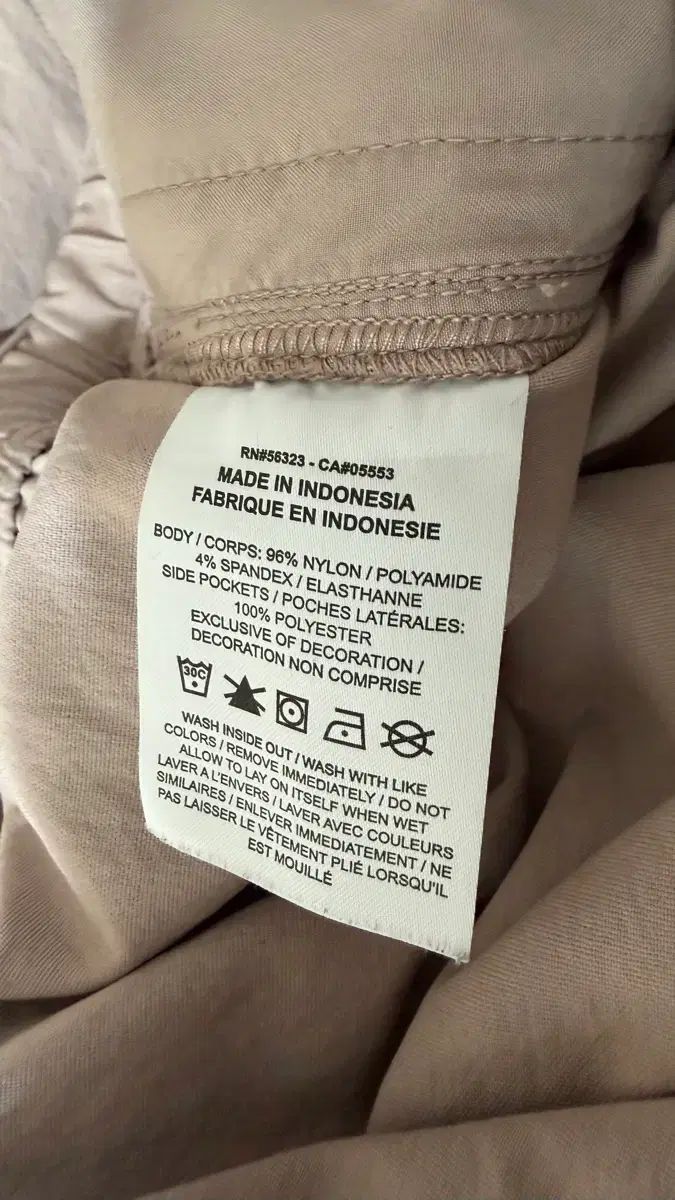 RN#56323 - CA#05553
MADE IN INDONESIA
FABRIQUE EN INDONESIE
BODY / CORPS: 96% NYLON / POLYAMIDE
4% SPANDEX / ELASTHANNE
SIDE POCKETS / POCHES LATÉRALES:
100% POLYESTER
EXCLUSIVE OF DECORATION /
DECORATION NON COMPRISE
30C
WASH INSIDE OUT / WASH WITH LIKE
COLORS / REMOVE IMMEDIATELY / DO NOT
ALLOW TO LAY ON ITSELF WHEN WET
LAVER A L'ENVERS / LAVER AVEC COULEURS
SIMILAIRES / ENLEVER IMMEDIATEMENT / NE
PAS LAISSER LE VÊTEMENT PLIÉ LORSQU'IL
EST MOUILLÉ